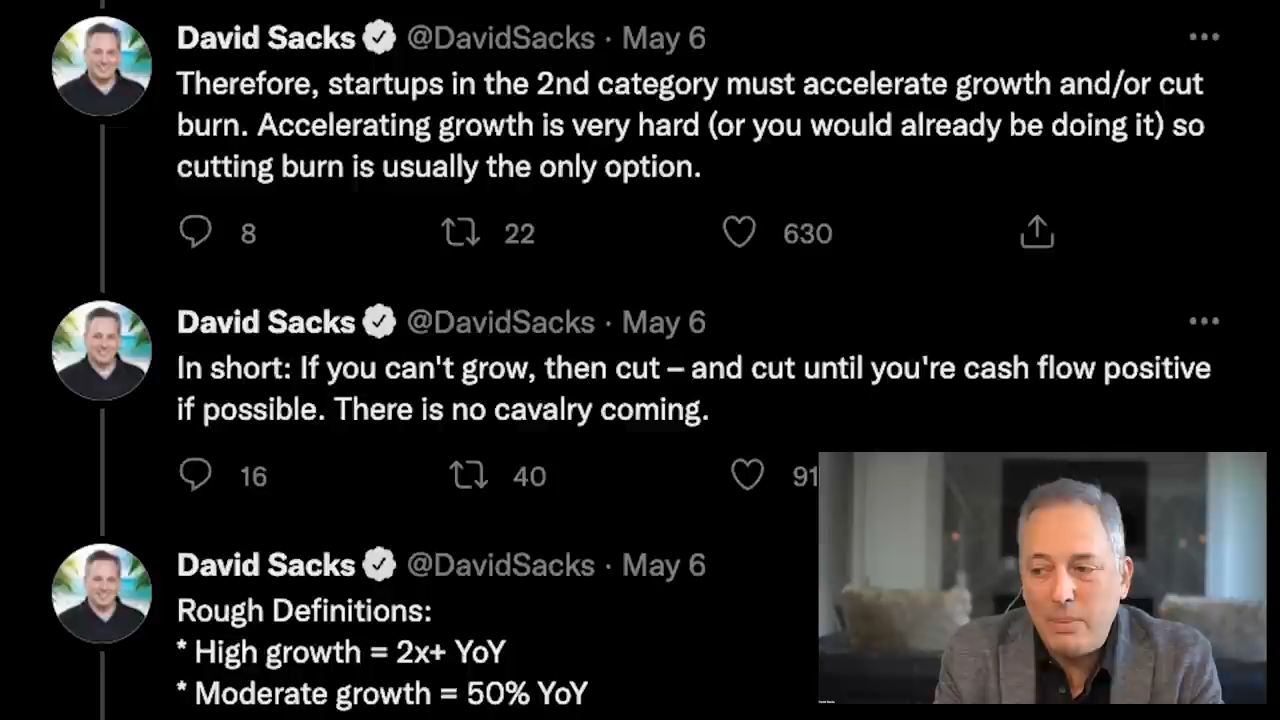 David Sacks @DavidSacks · May 6
Therefore, startups in the 2nd category must accelerate growth and/or cut
burn. Accelerating growth is very hard (or you would already be doing it) so
cutting burn is usually the only option.
8 22 630
David Sacks @DavidSacks · May 6
In short: If you can't grow, then cut – and cut until you're cash flow positive
if possible. There is no cavalry coming.
16 40 91
David Sacks @DavidSacks · May 6
Rough Definitions:
* High growth = 2x+ YoY
* Moderate growth = 50% YoY